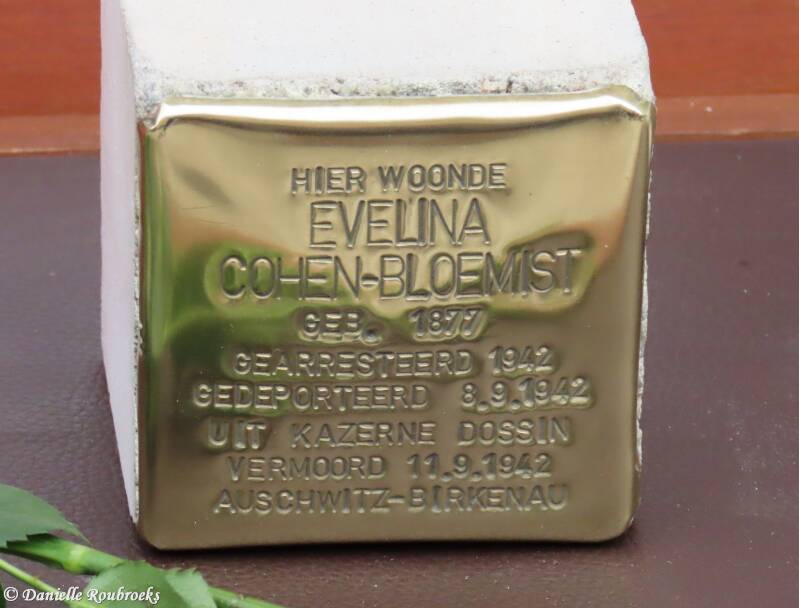 HIER WOONDE
EVELINA
COHEN-BLOEMIST
GEB. 1877
GEARRESTEERD 1942
GEDEPORTEERD 8.9.1942
UIT KAZERNE DOSSIN
VERMOORD 11.9.1942
AUSCHWITZ-BIRKENAU
© Danielle Roubroeks